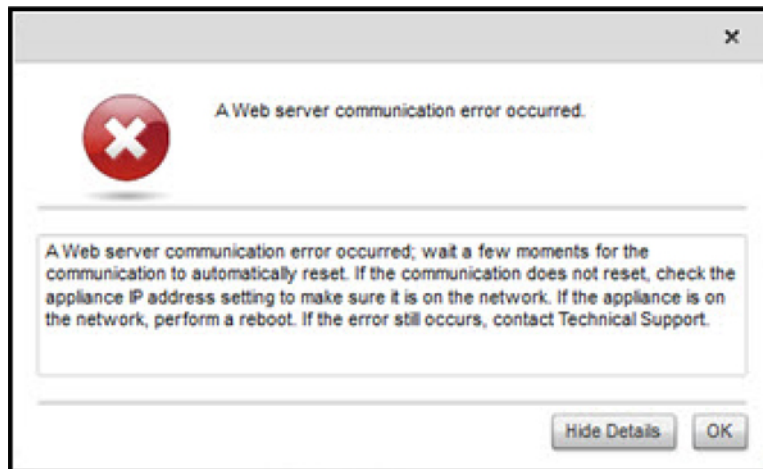 A Web server communication error occurred.
A Web server communication error occurred; wait a few moments for the
communication to automatically reset. If the communication does not reset, check the
appliance IP address setting to make sure it is on the network. If the appliance is on
the network, perform a reboot. If the error still occurs, contact Technical Support.
Hide Details
OK